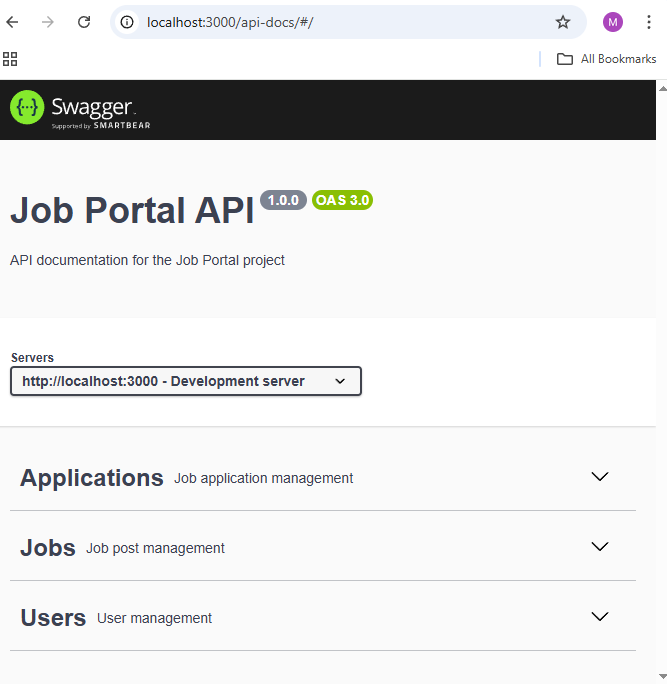 localhost:3000/api-docs/#/
M
All Bookmarks
Swagger
Supported by SMARTBEAR
Job Portal API 1.0.0 OAS 3.0
API documentation for the Job Portal project
Servers
http://localhost:3000 - Development server
Applications Job application management
Jobs Job post management
Users User management